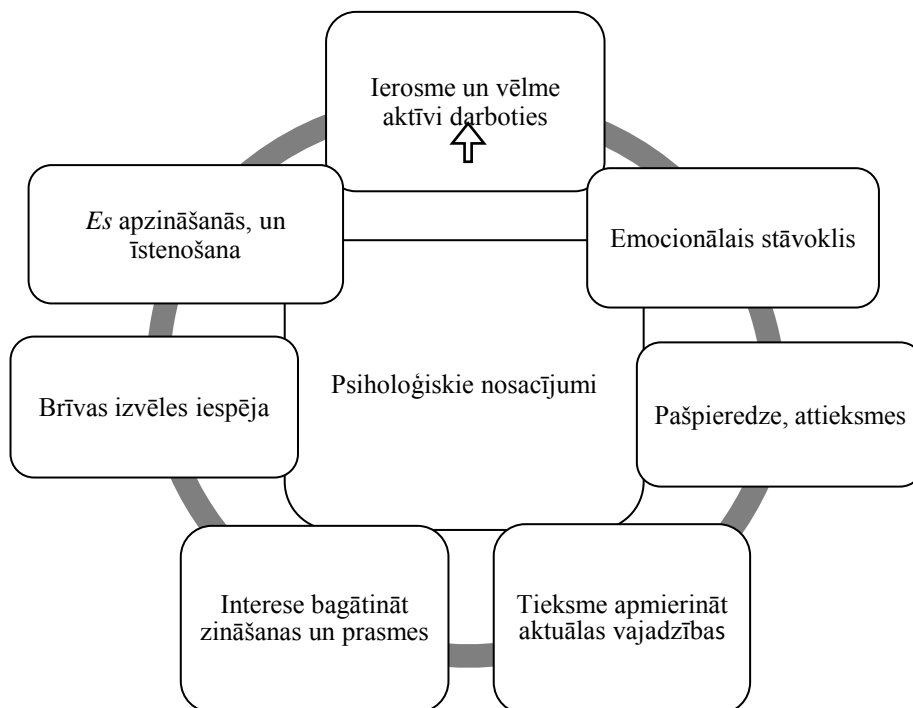 Ierosme un vēlme
aktīvi darboties
Es apzināšanās, un
īstenošana
Emocionālais stāvoklis
Brīvas izvēles iespēja
Psiholoģiskie nosacījumi
Pašpieredze, attieksmes
Interese bagātināt
zināšanas un prasmes
Tieksme apmierināt
aktuālas vajadzības